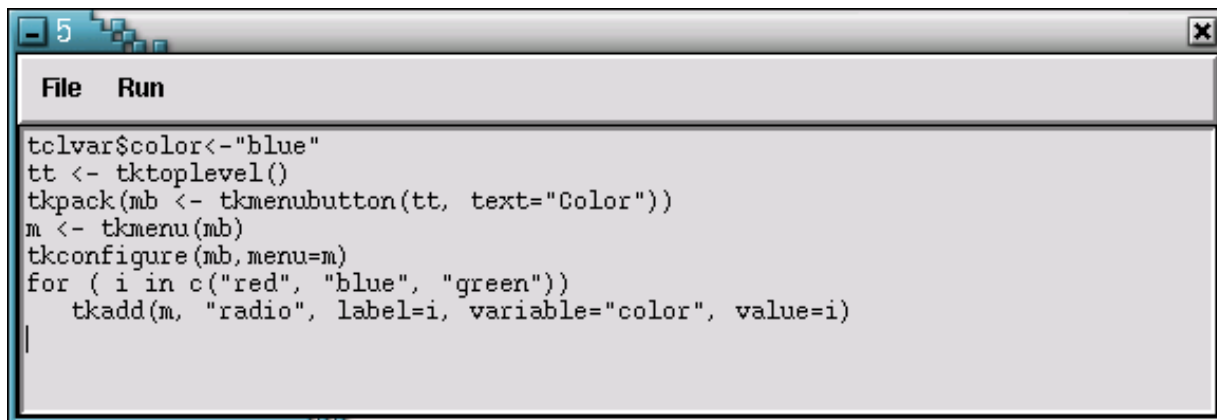 5
File Run
tclvar$color<-"blue"
tt <- tktoplevel()
tkpack(mb <- tkmenubutton(tt, text="Color"))
m <- tkmenu(mb)
tkconfigure(mb,menu=m)
for ( i in c("red", "blue", "green"))
   tkadd(m, "radio", label=i, variable="color", value=i)